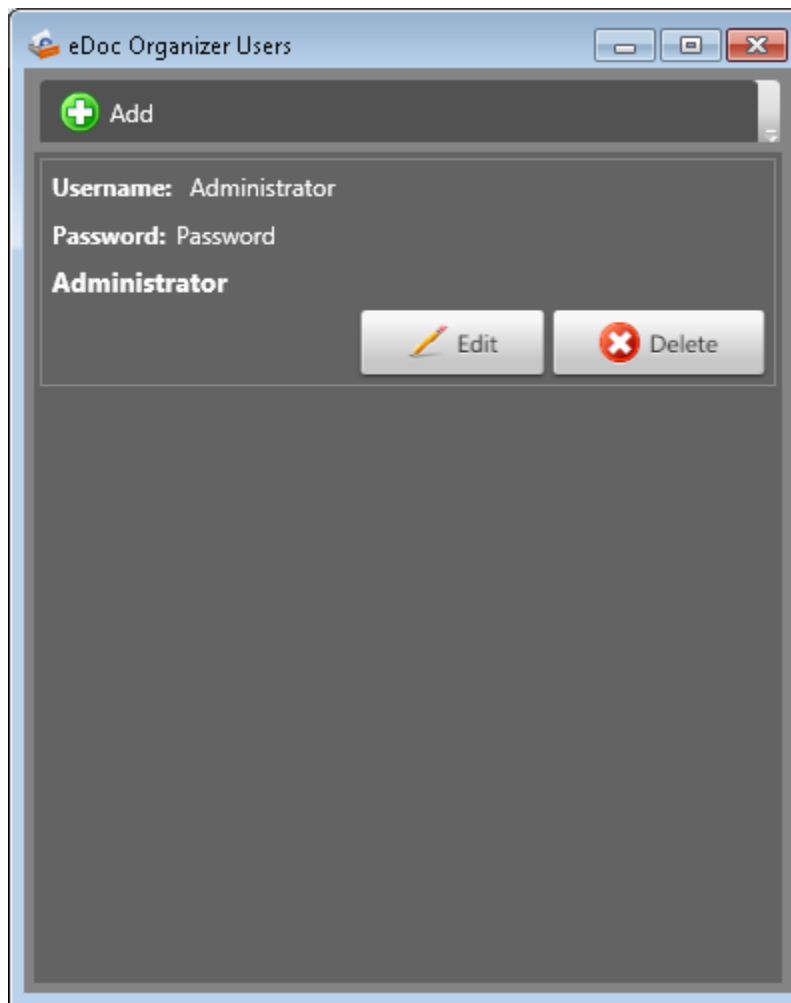 eDoc Organizer Users
Add
Username: Administrator
Password: Password
Administrator
Edit Delete